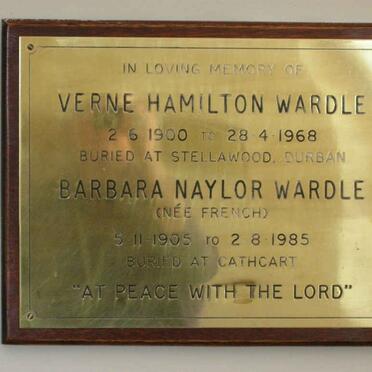 IN LOVING MEMORY OF
VERNE HAMILTON WARDLE
2·6·1900 TO 28·4·1968
BURIED AT STELLAWOOD, DURBAN
BARBARA NAYLOR WARDLE
(NÉE FRENCH)
5·11·1905 TO 2·8·1985
BURIED AT CATHCART
"AT PEACE WITH THE LORD"